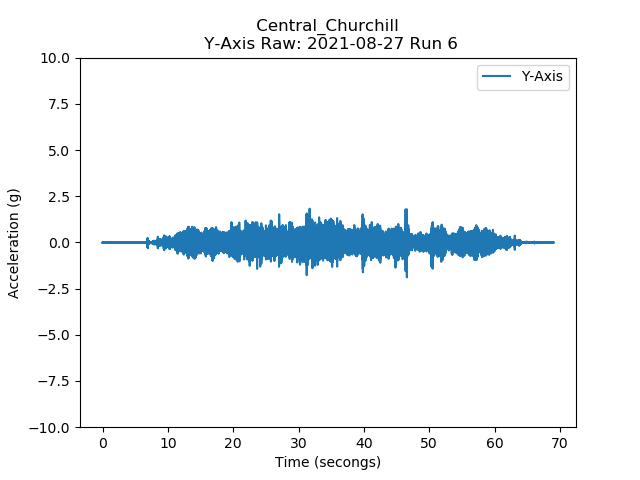 Central_Churchill
Y-Axis Raw: 2021-08-27 Run 6
Y-Axis
10.0
7.5
5.0
2.5
0.0
−2.5
−5.0
−7.5
−10.0
Acceleration (g)
0 10 20 30 40 50 60 70
Time (seconds)